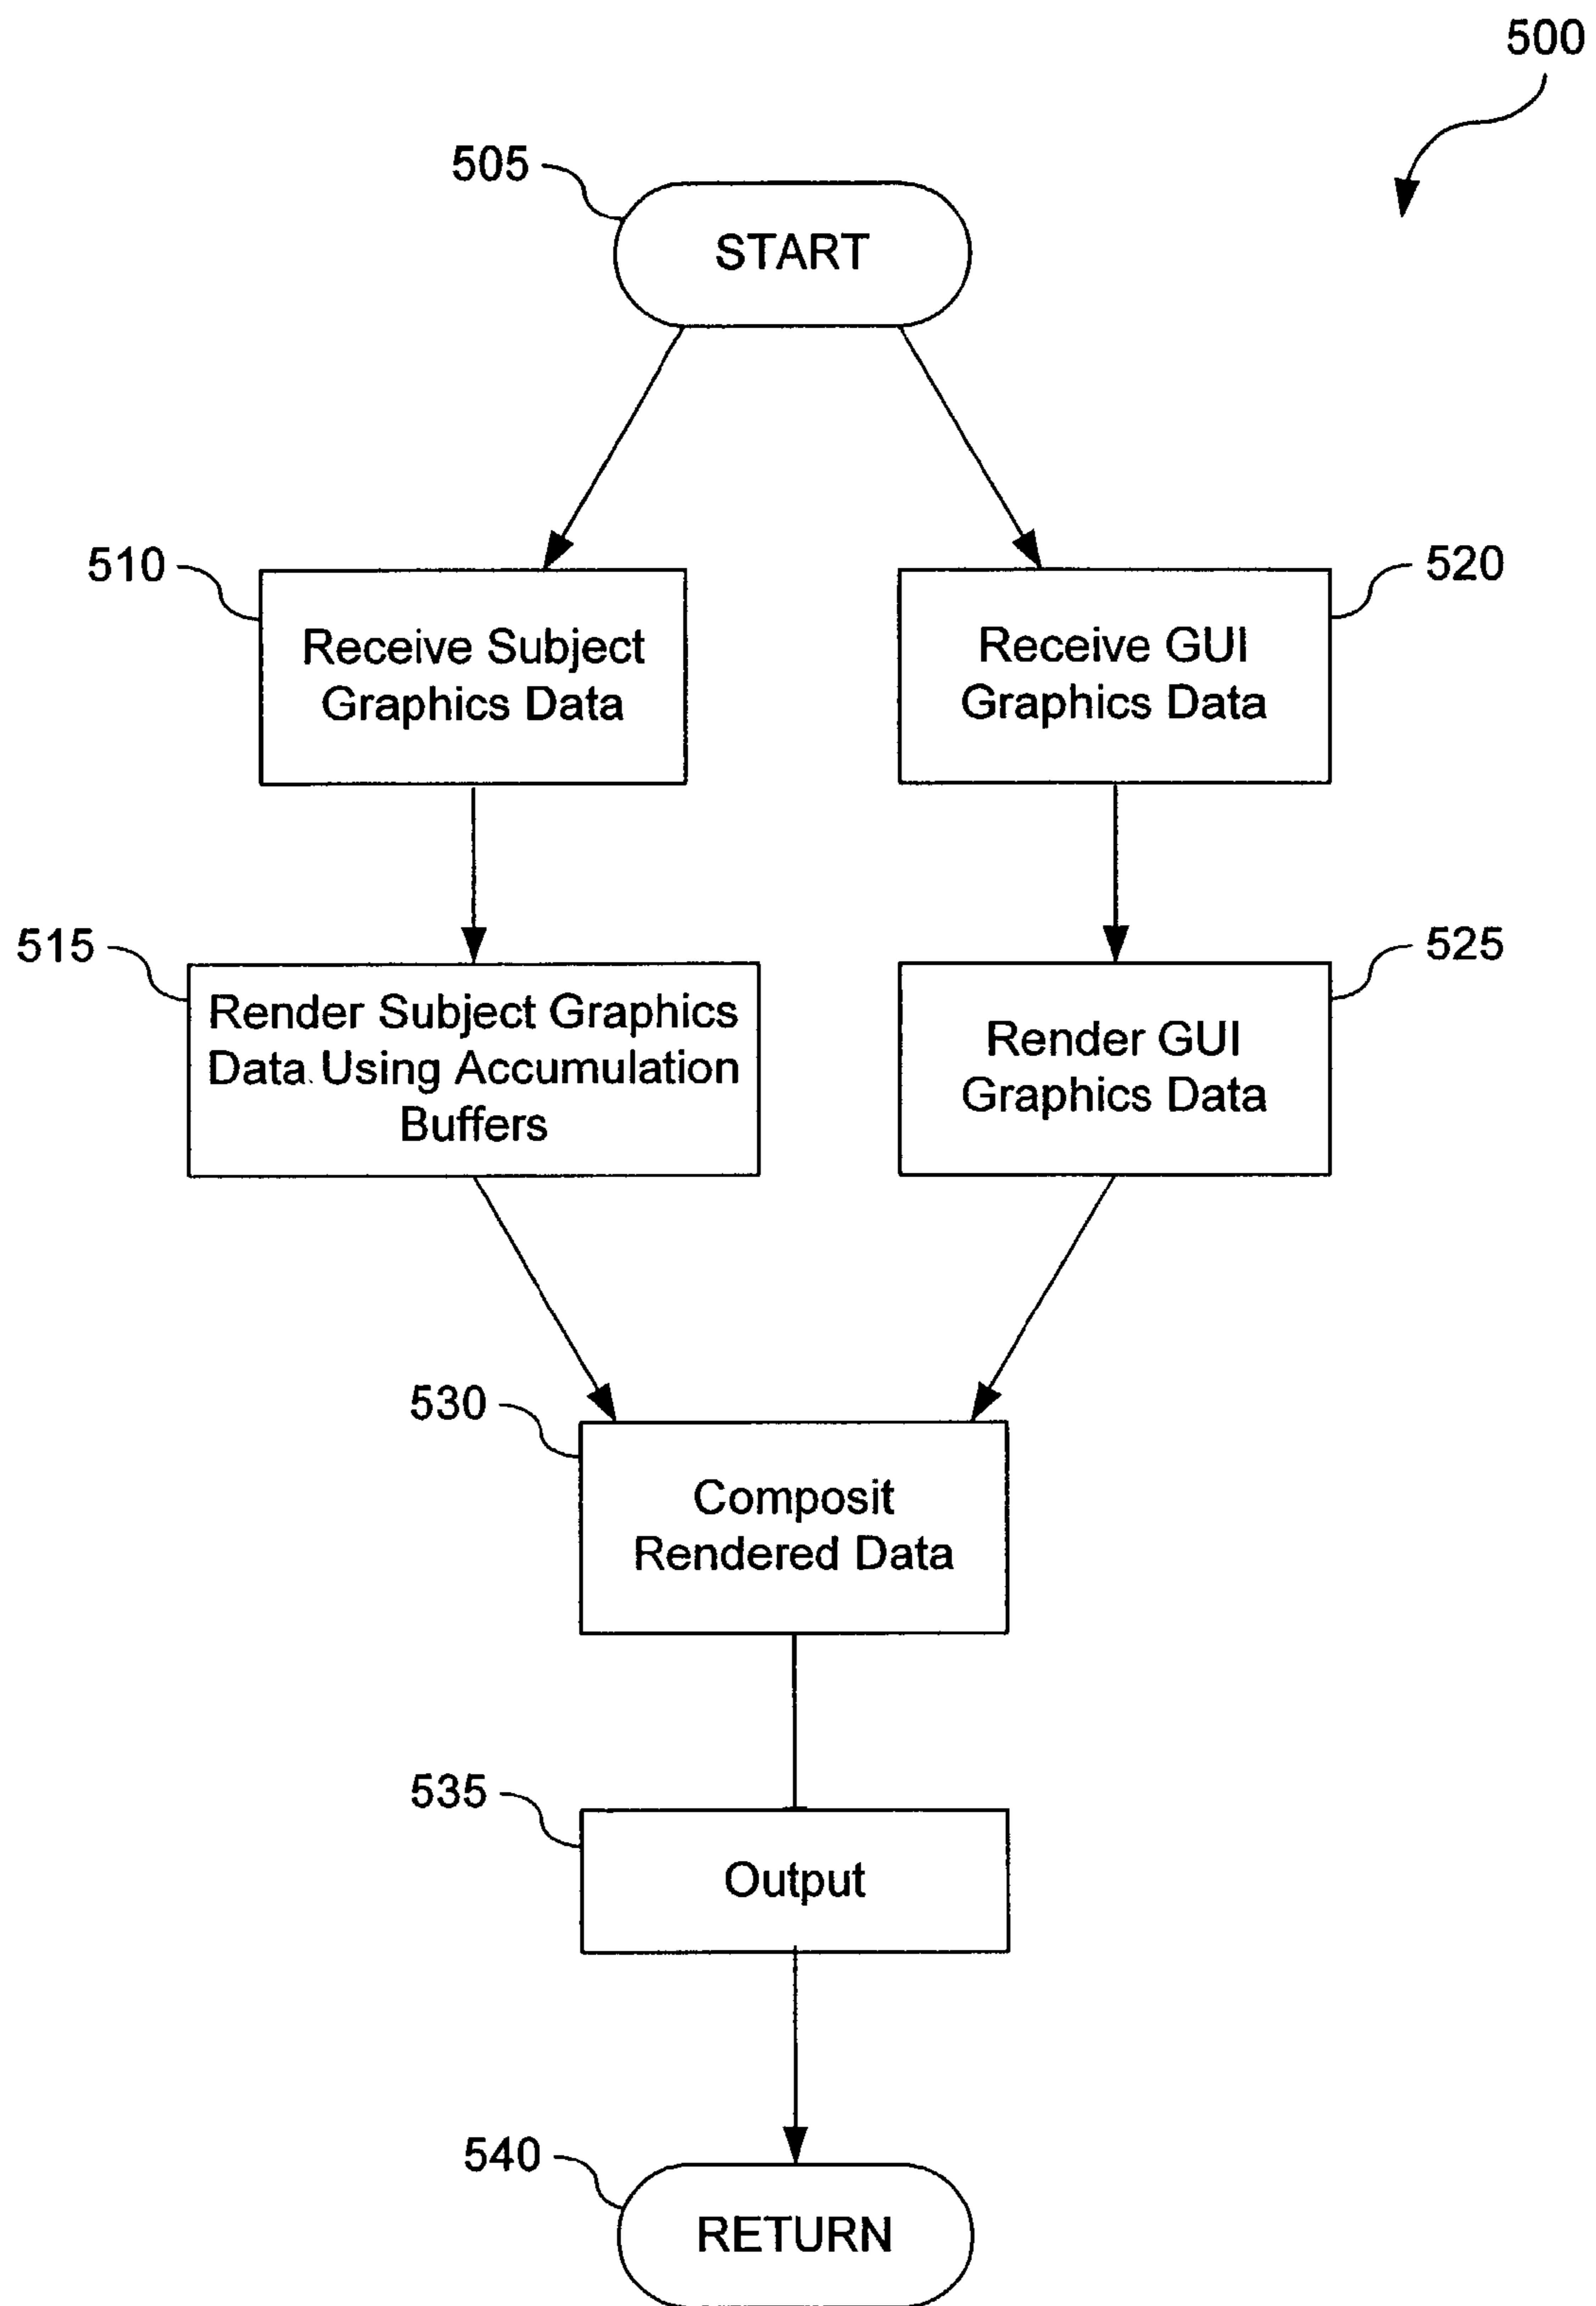 500
505
START
510
Receive Subject
Graphics Data
520
Receive GUI
Graphics Data
515
Render Subject Graphics
Data Using Accumulation
Buffers
525
Render GUI
Graphics Data
530
Composit
Rendered Data
535
Output
540
RETURN